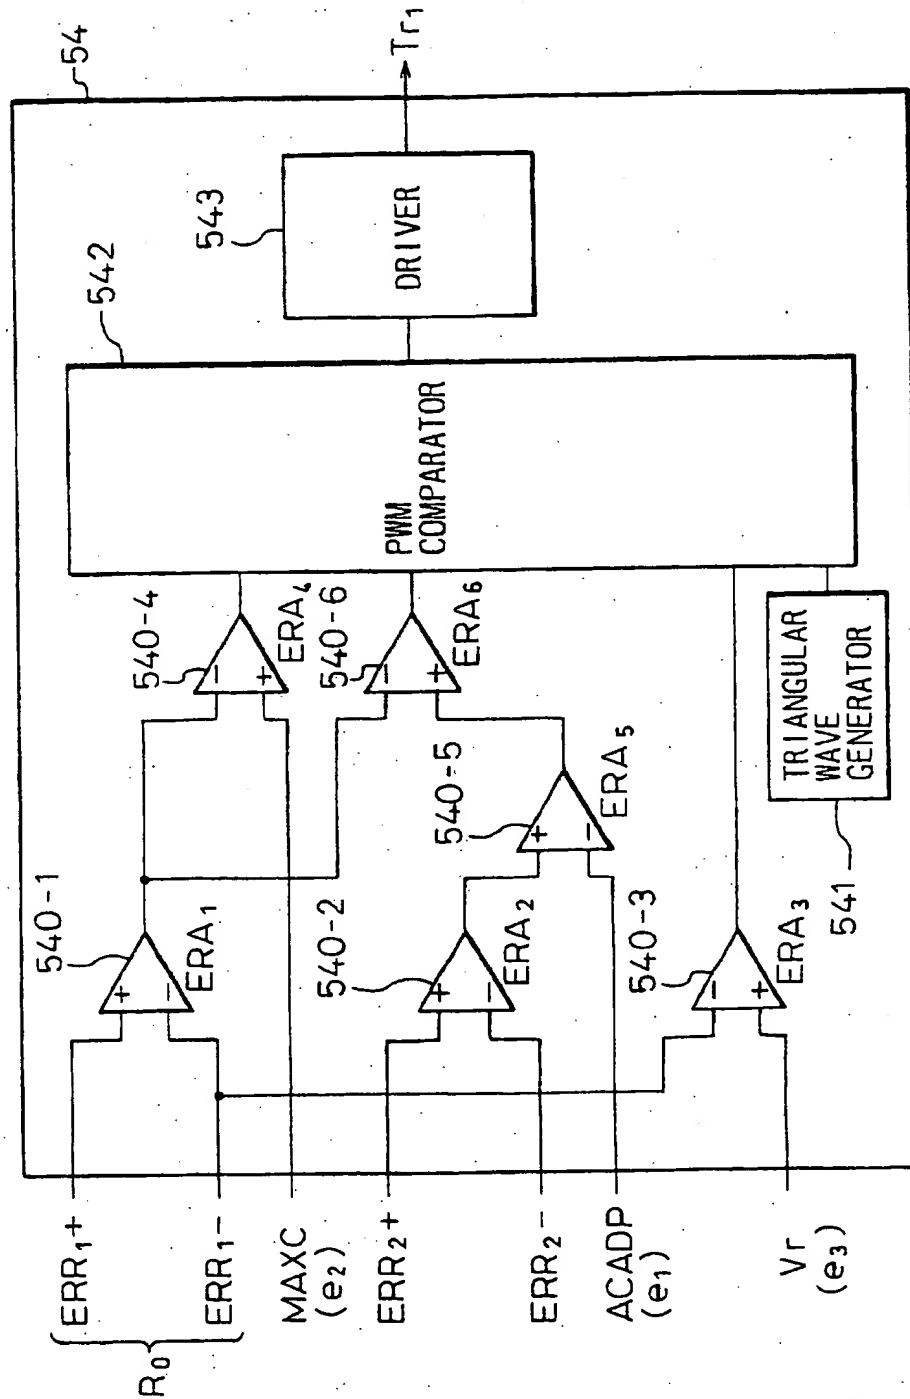 54
Tr₁
543
DRIVER
542
PWM
COMPARATOR
540-4
ERA₄
540-6
ERA₆
540-5
ERA₅
TRIANGULAR
WAVE
GENERATOR
541
540-1
ERA₁
540-2
ERA₂
540-3
ERA₃
+
−
−
+
+
−
−
+
+
−
−
+
R₀
ERR₁+
ERR₁−
MAXC
(e₂)
ERR₂+
ERR₂−
ACADP
(e₁)
Vr
(e₃)